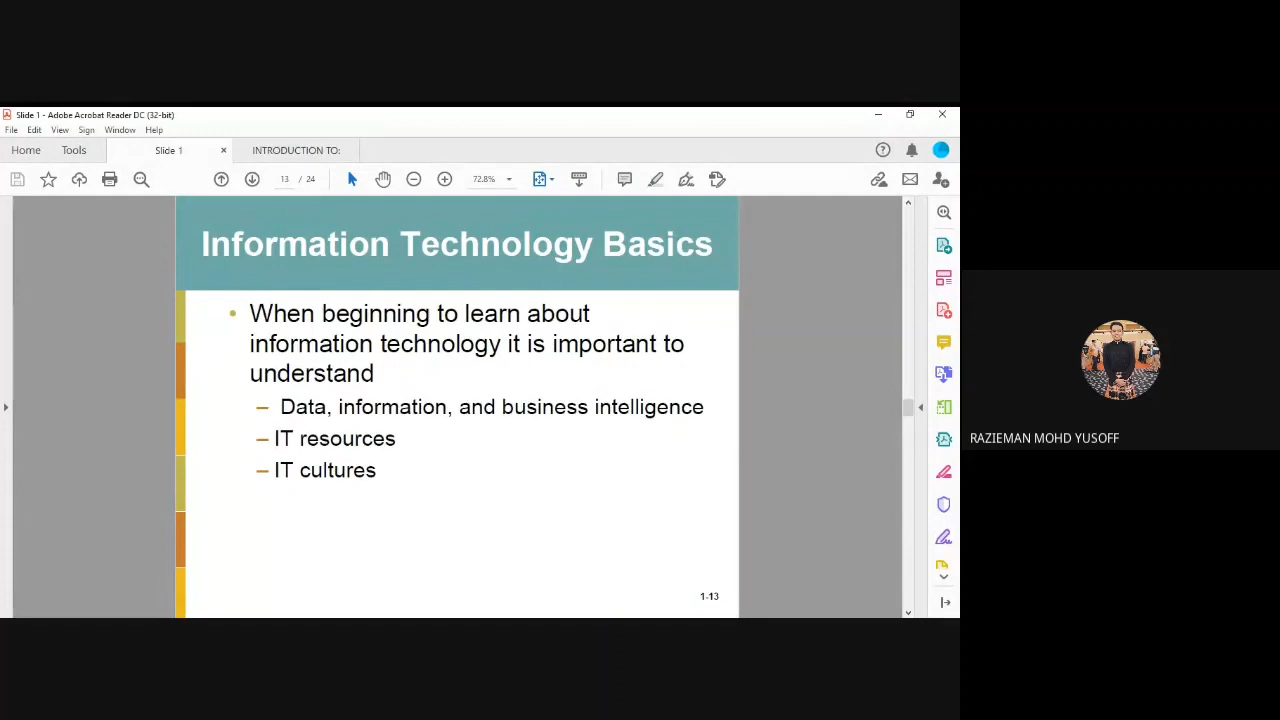 Slide 1 - Adobe Acrobat Reader DC (32-bit)
File Edit View Sign Window Help
Home Tools Slide 1 × INTRODUCTION TO:
13 / 24 72.8%
Information Technology Basics
• When beginning to learn about
information technology it is important to
understand
– Data, information, and business intelligence
– IT resources
– IT cultures
1-13
RAZIEMAN MOHD YUSOFF